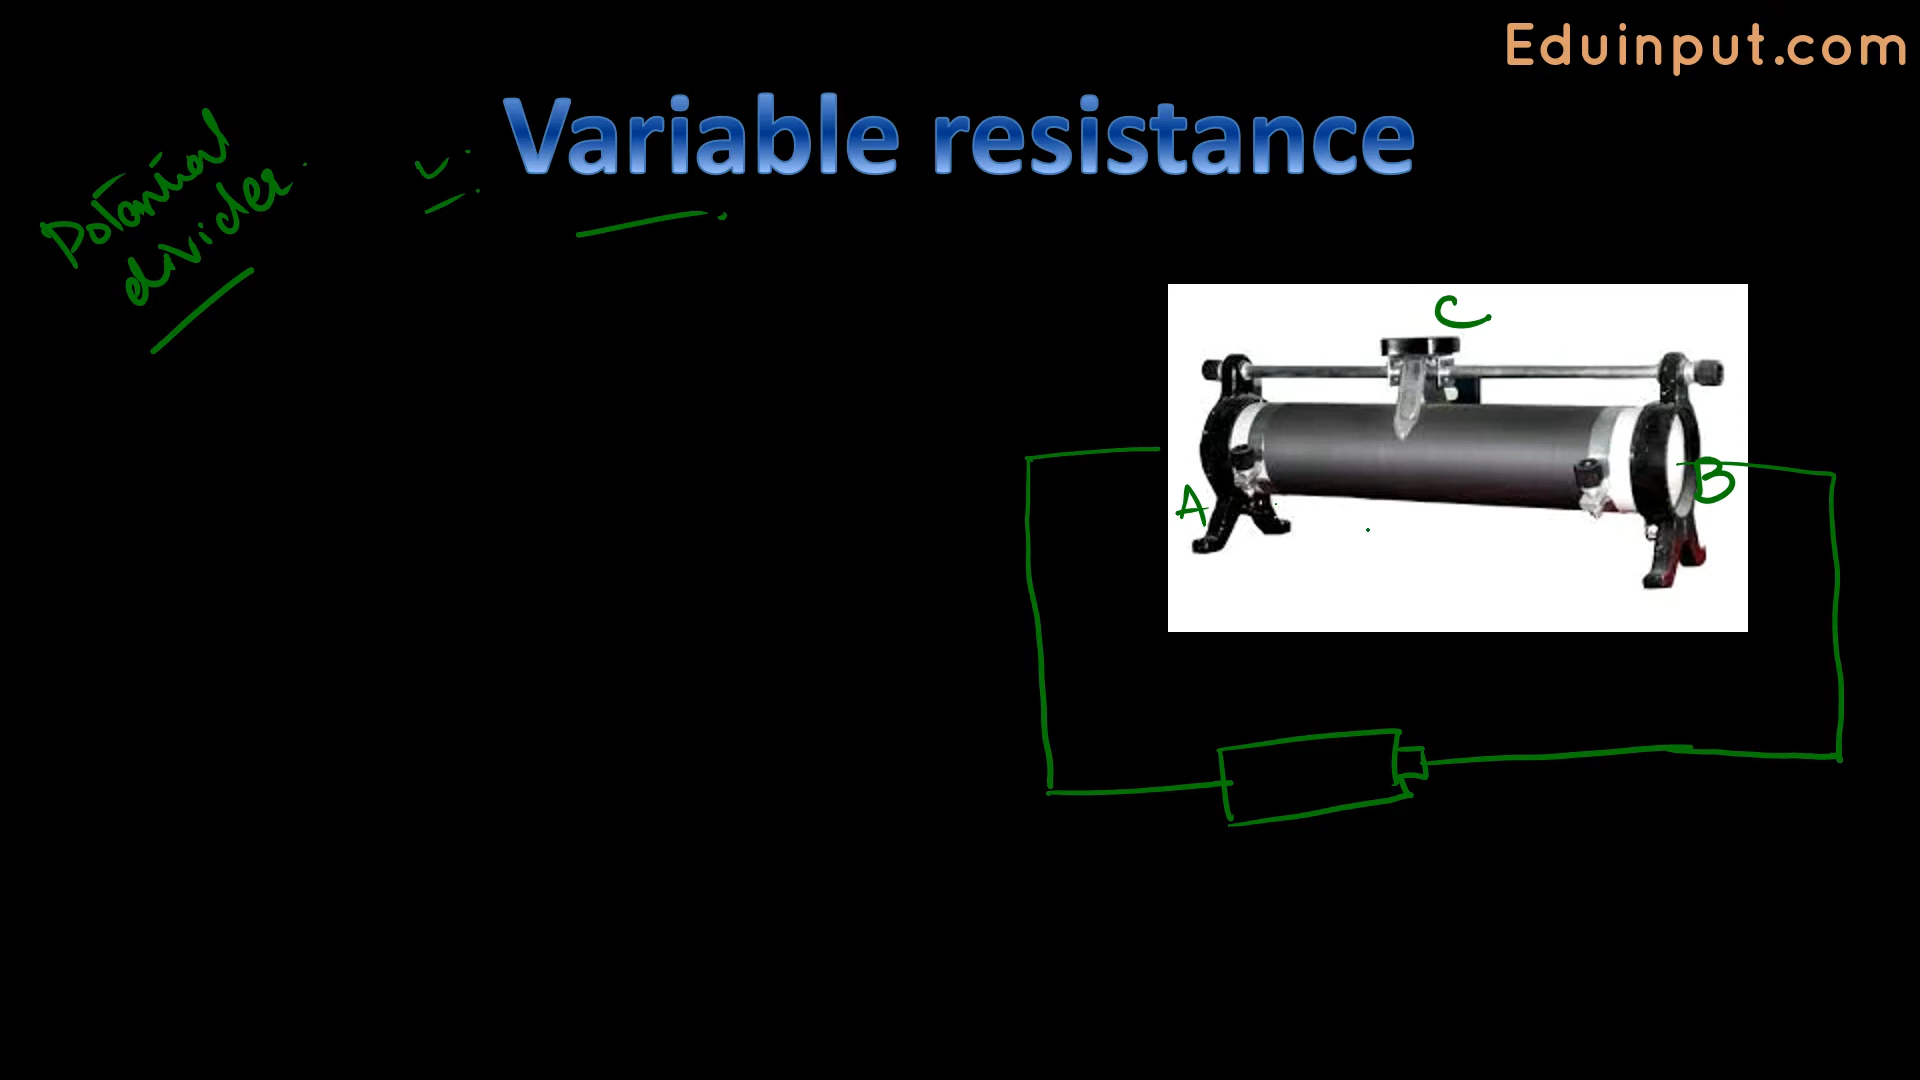 Eduinput.com
Variable resistance
Potential
divider
C
A
B